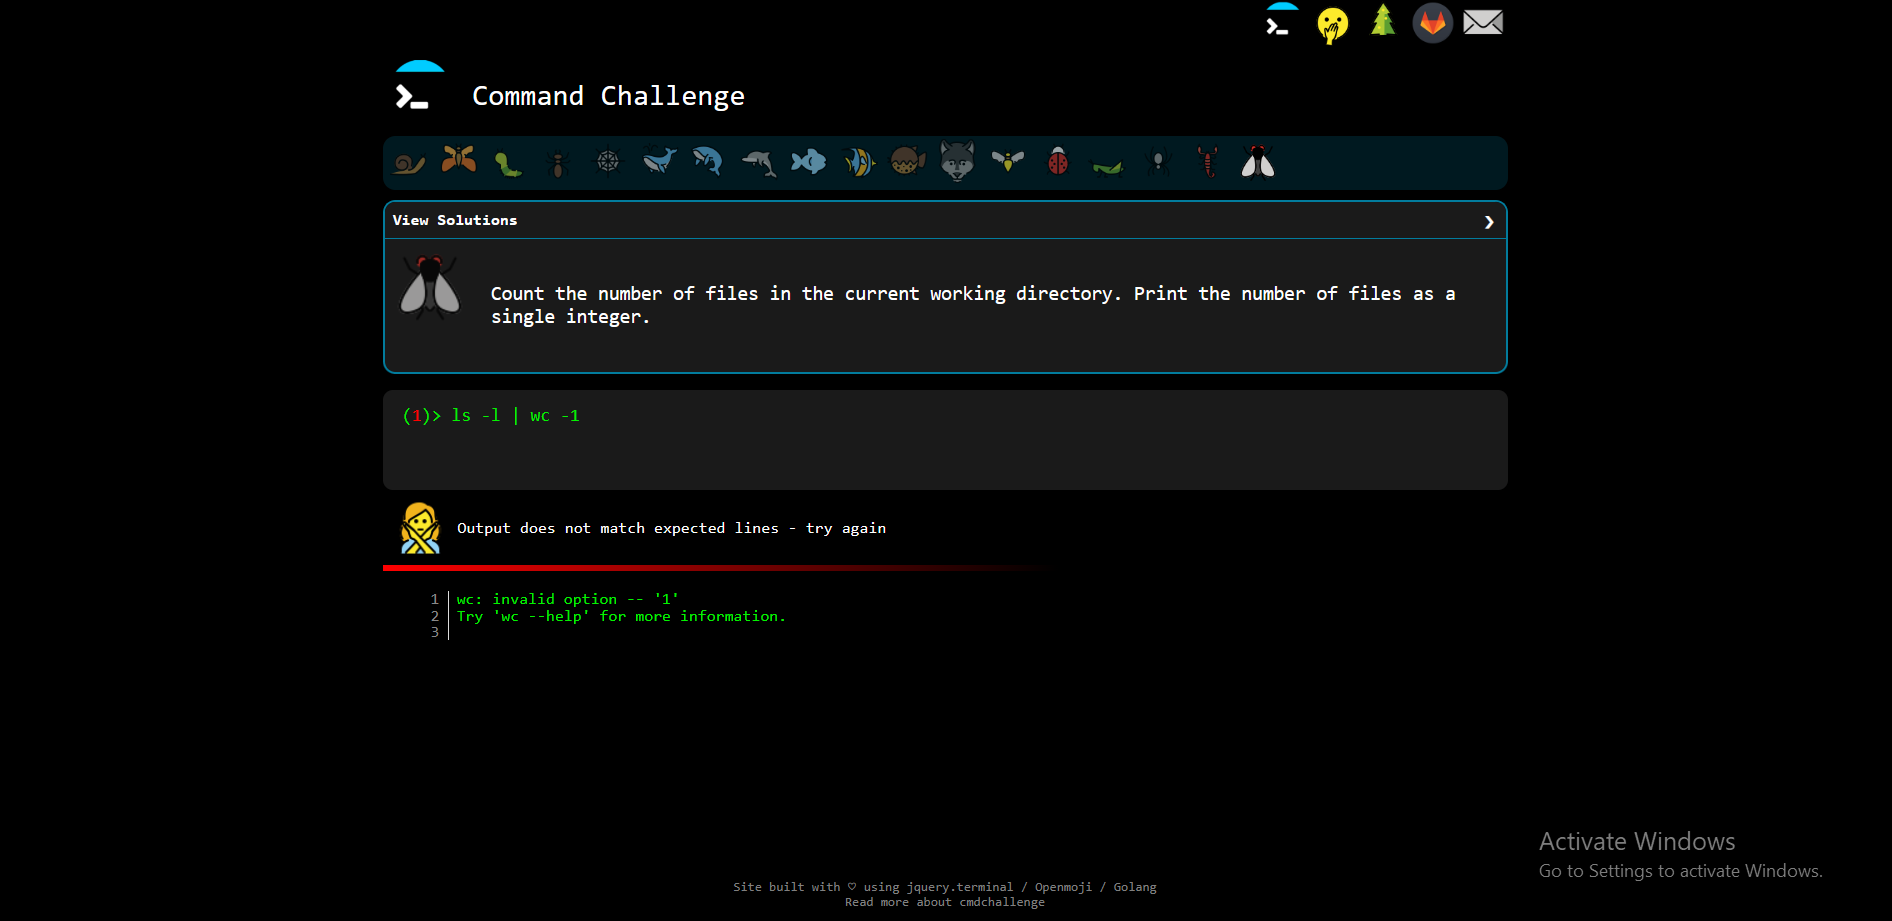 Command Challenge
View Solutions ❯
Count the number of files in the current working directory. Print the number of files as a
single integer.
(1)> ls -l | wc -1
Output does not match expected lines - try again
1 wc: invalid option -- '1'
2 Try 'wc --help' for more information.
3
Activate Windows
Go to Settings to activate Windows.
Site built with ♡ using jquery.terminal / Openmoji / Golang
Read more about cmdchallenge